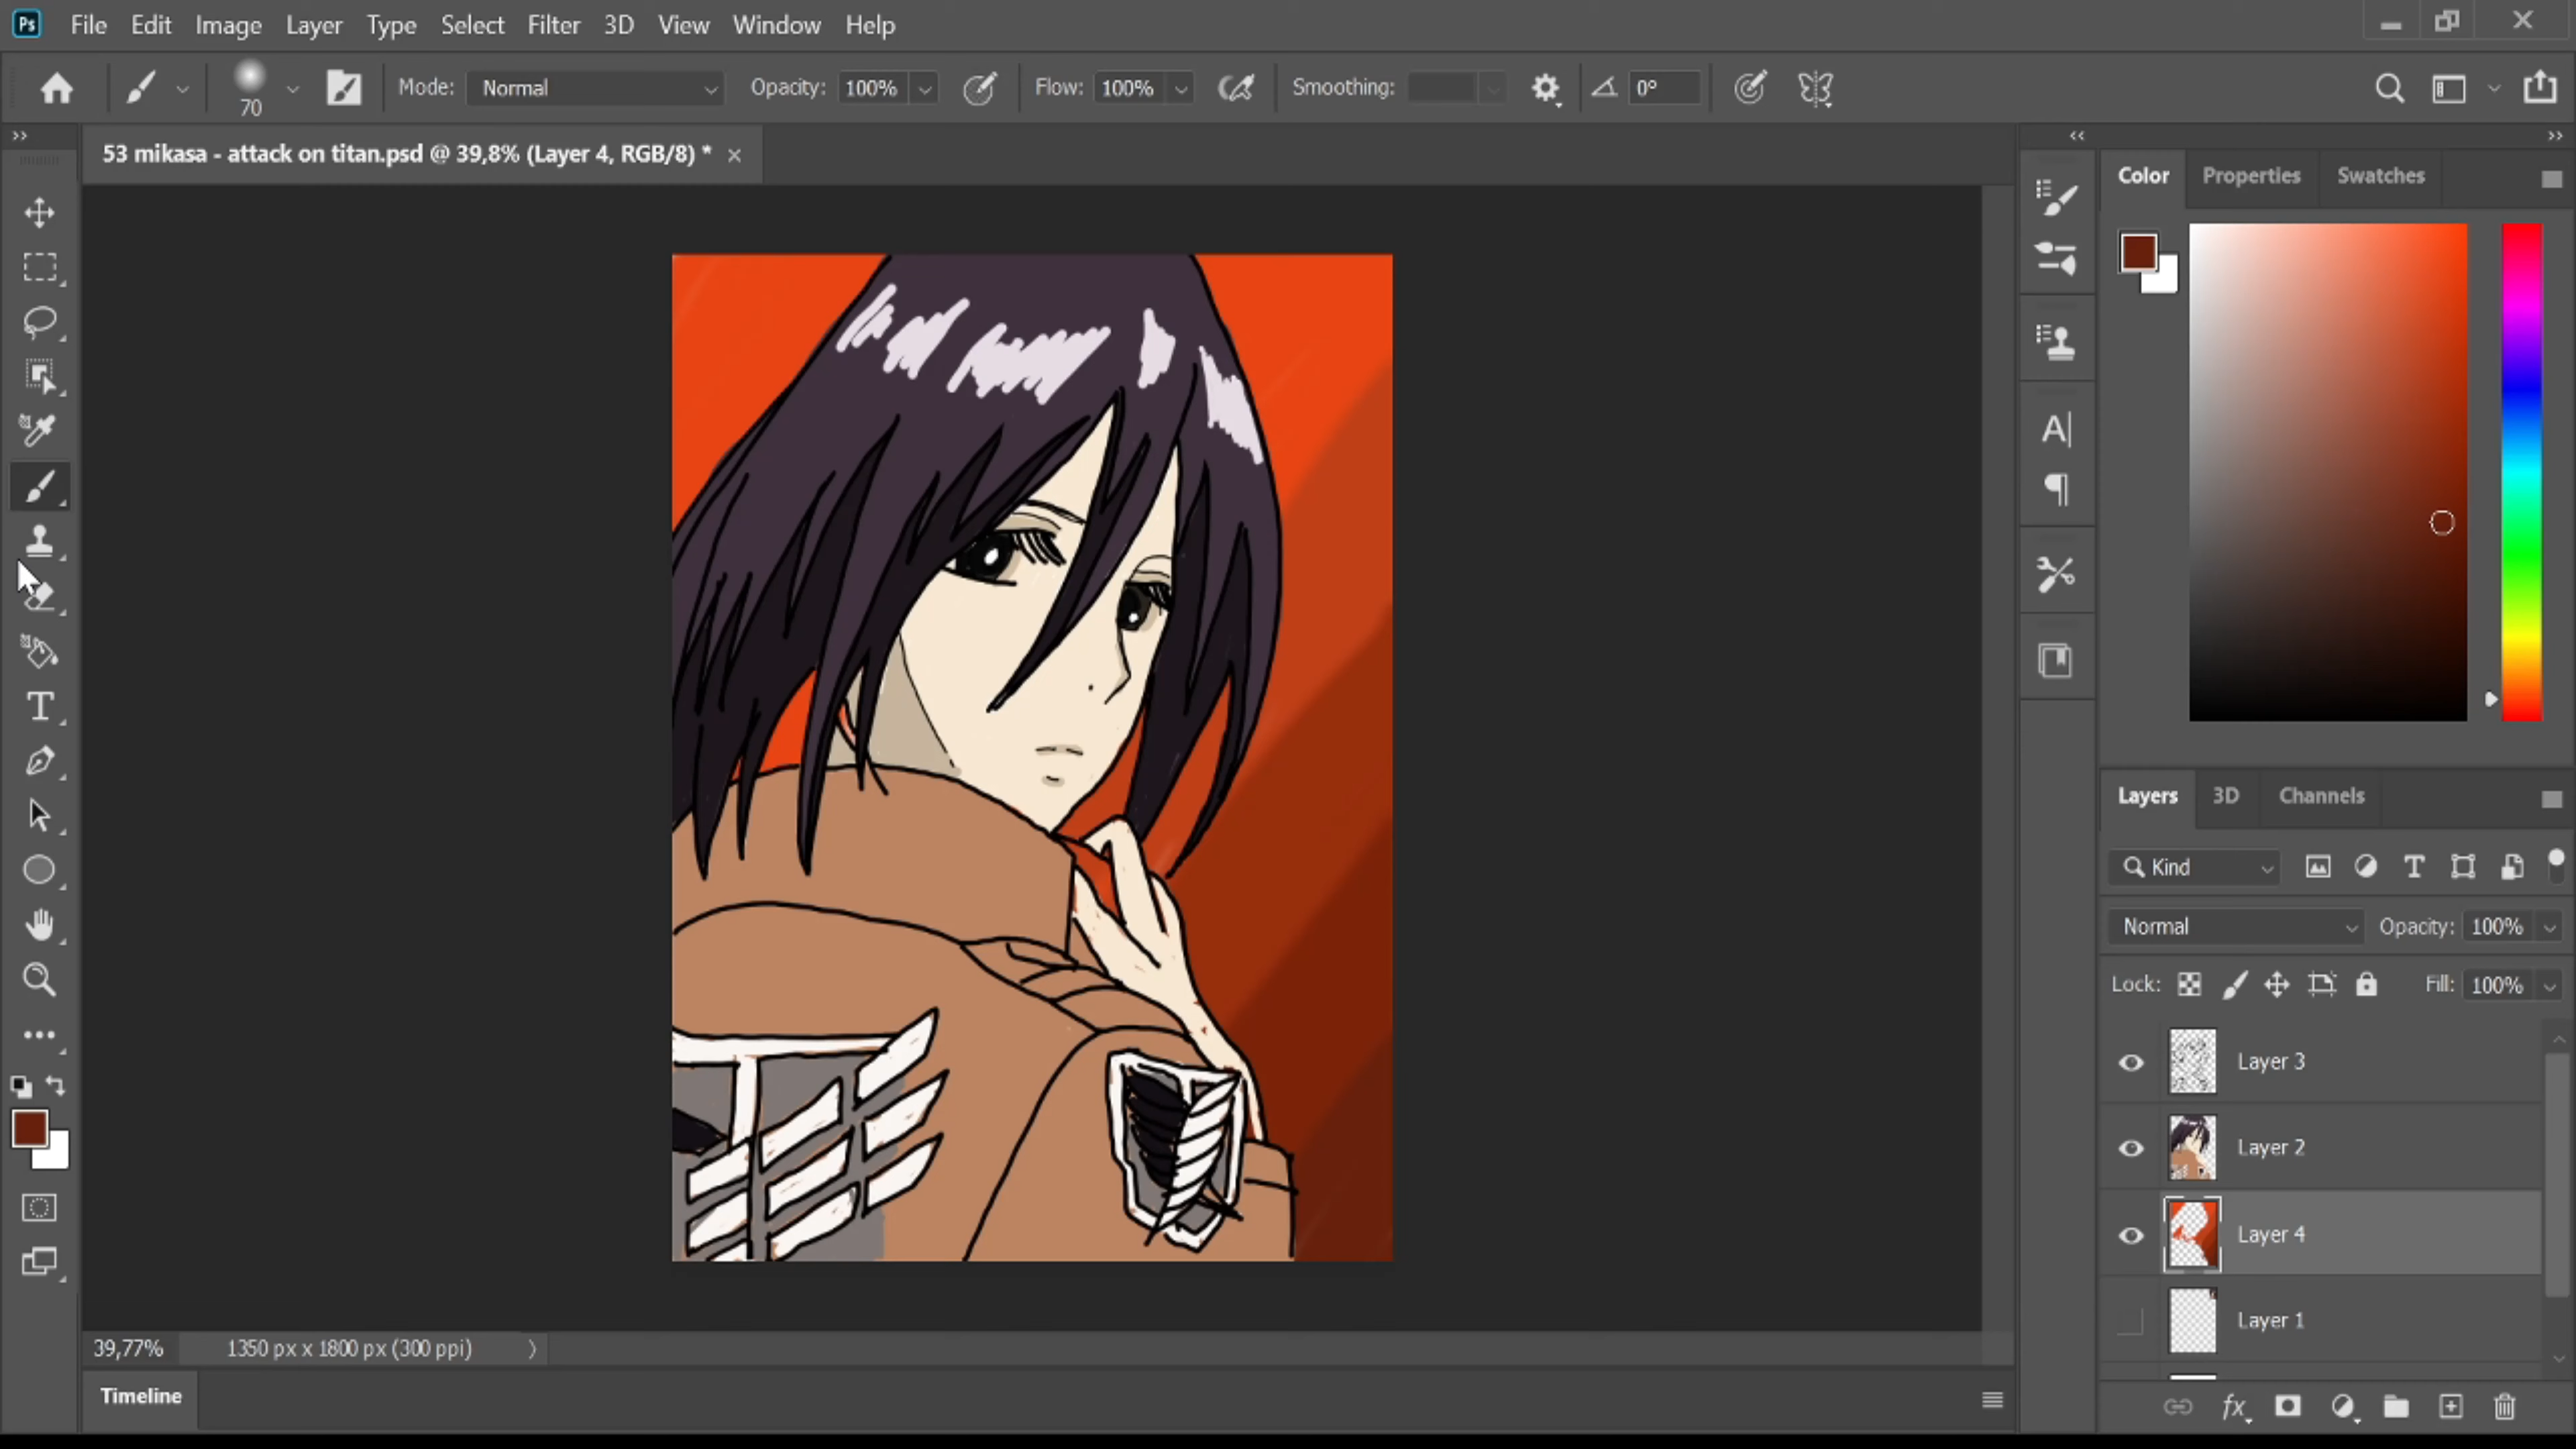 Ps File Edit Image Layer Type Select Filter 3D View Window Help
70 Mode: Normal Opacity: 100% Flow: 100% Smoothing: 0°
53 mikasa - attack on titan.psd @ 39,8% (Layer 4, RGB/8) *
Color Properties Swatches
Layers 3D Channels
Kind
Normal Opacity: 100%
Lock: Fill: 100%
Layer 3
Layer 2
Layer 4
Layer 1
fx
39,77% 1350 px x 1800 px (300 ppi)
Timeline